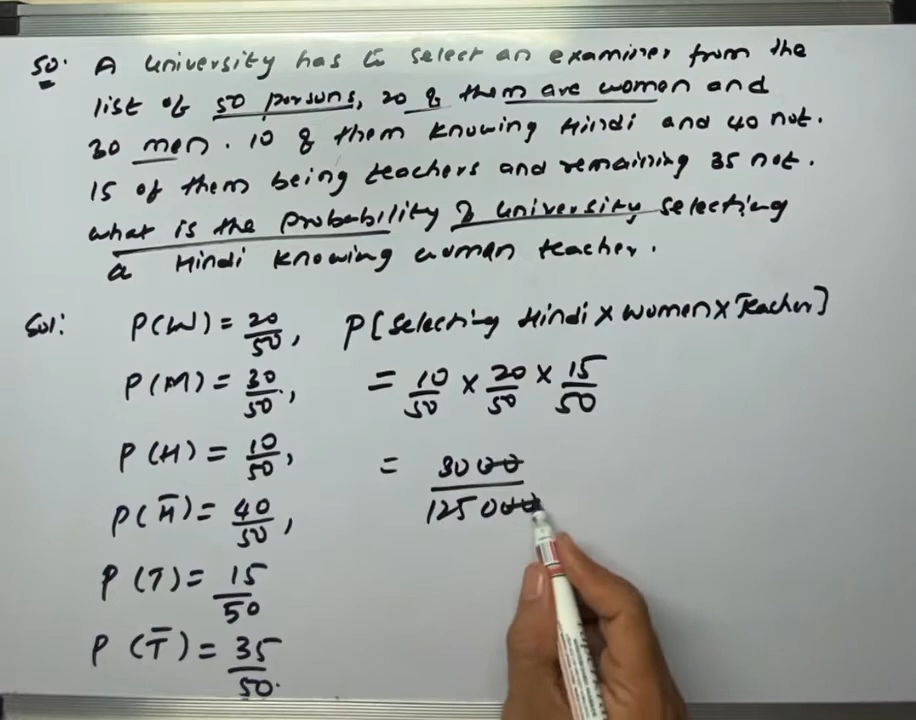 50. A university has to select an examiner from the
list of 50 persons, 20 of them are women and
30 men. 10 of them knowing Hindi and 40 not.
15 of them being teachers and remaining 35 not.
what is the probability of university selecting
a Hindi knowing woman teacher.
Sol: P(W) = 20/50, P[selecting Hindi x women x Teacher]
P(M) = 30/50, = 10/50 x 20/50 x 15/50
P(H) = 10/50, = 3000/125000
P(H̄) = 40/50,
P(T) = 15/50
P(T̄) = 35/50.